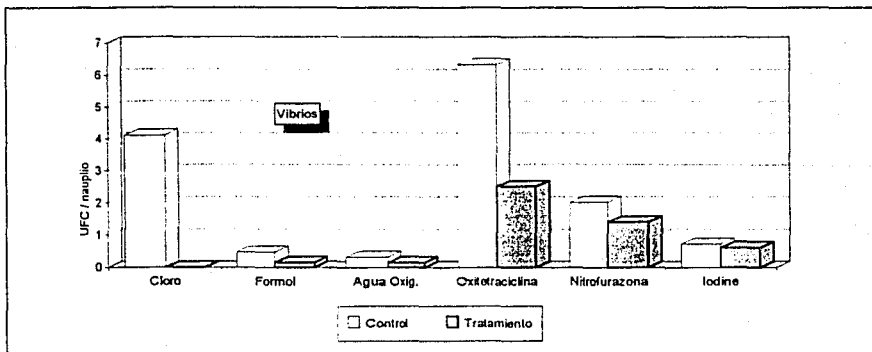 7
6
5
4
3
2
1
0
UFC / nauplio
Vibrios
Cloro Formol Agua Oxig. Oxitetraciclina Nitrofurazona Iodine
Control Tratamiento